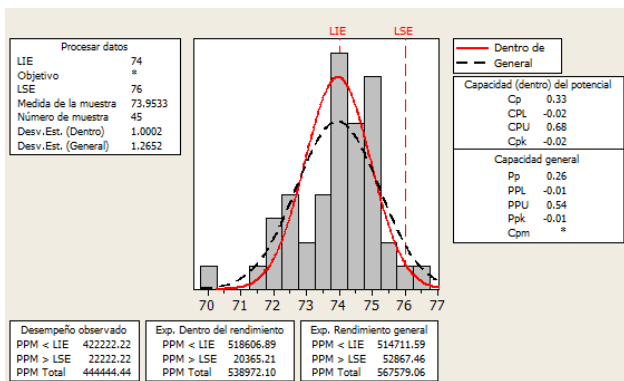 LIE LSE
Procesar datos
LIE 74
Objetivo *
LSE 76
Medida de la muestra 73.9533
Número de muestra 45
Desv.Est. (Dentro) 1.0002
Desv.Est. (General) 1.2652
Dentro de
General
Capacidad (dentro) del potencial
Cp 0.33
CPL -0.02
CPU 0.68
Cpk -0.02
Capacidad general
Pp 0.26
PPL -0.01
PPU 0.54
Ppk -0.01
Cpm *
70 71 72 73 74 75 76 77
Desempeño observado
PPM < LIE 422222.22
PPM > LSE 22222.22
PPM Total 444444.44
Exp. Dentro del rendimiento
PPM < LIE 518606.89
PPM > LSE 20365.21
PPM Total 538972.10
Exp. Rendimiento general
PPM < LIE 514711.59
PPM > LSE 52867.46
PPM Total 567579.06